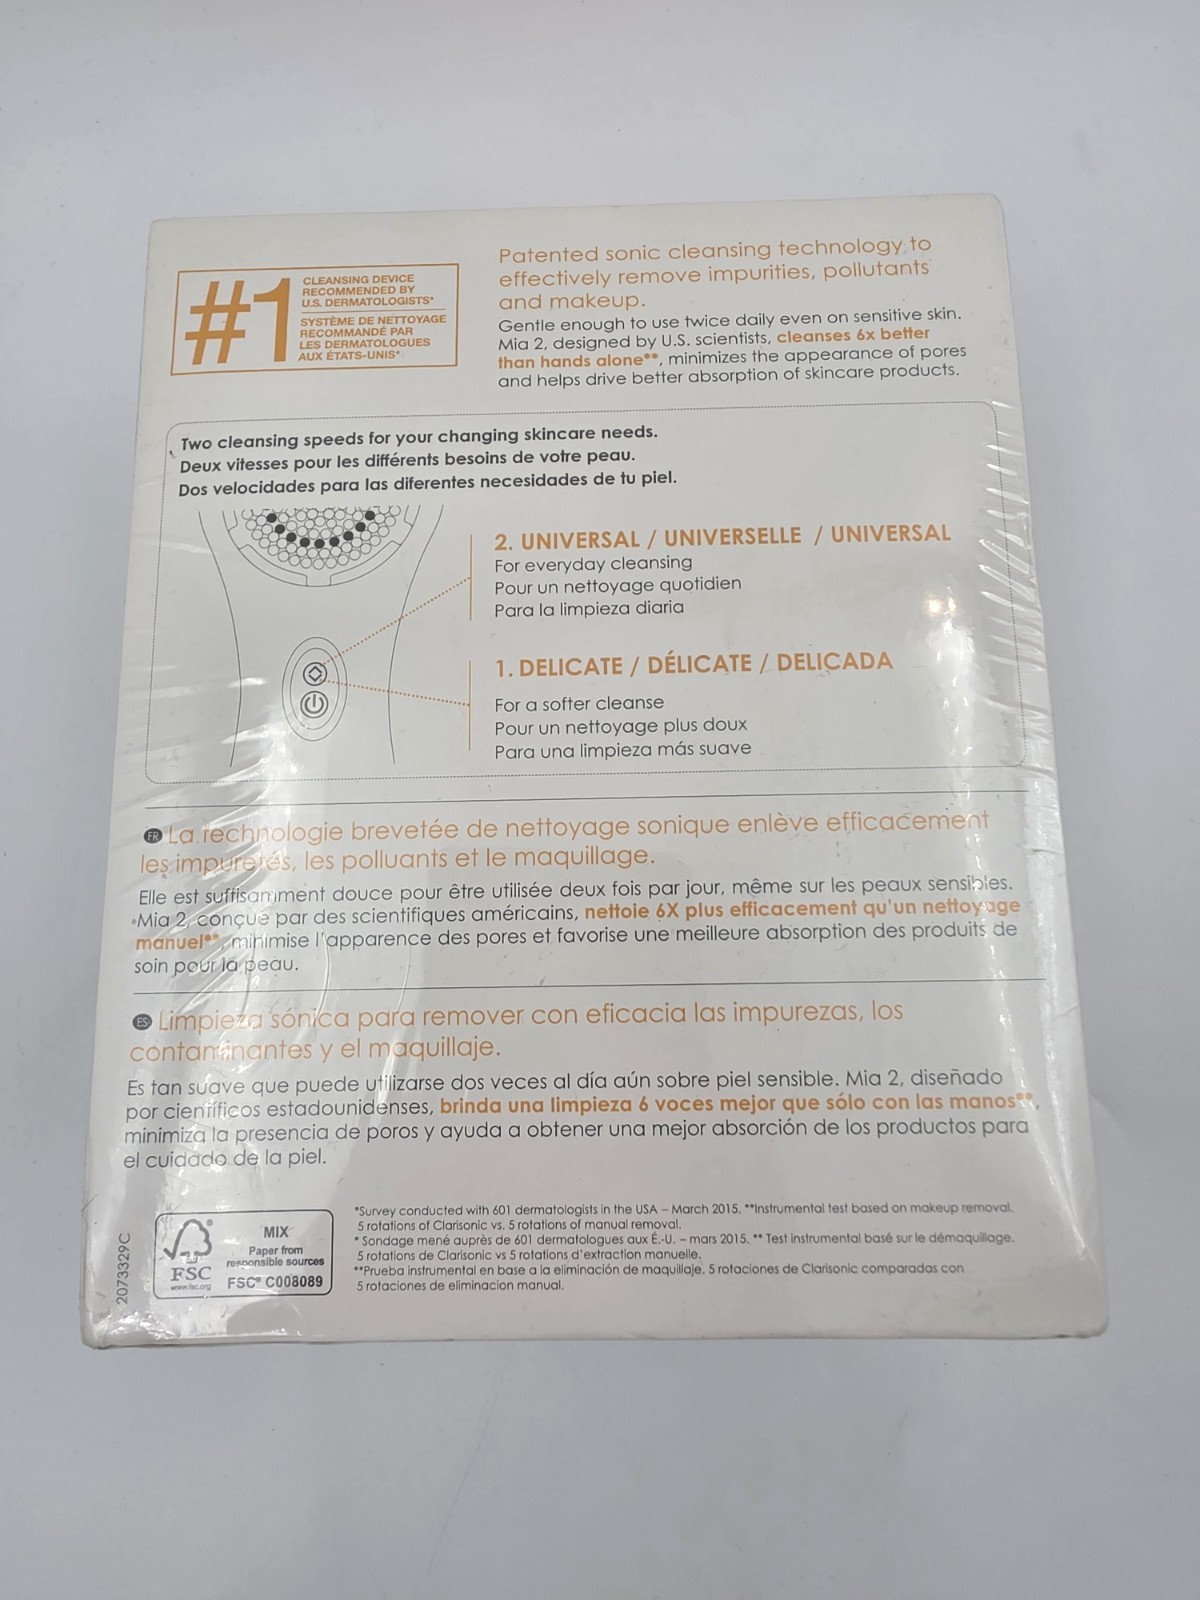 #1
CLEANSING DEVICE
RECOMMENDED BY
U.S. DERMATOLOGISTS*
SYSTÈME DE NETTOYAGE
RECOMMANDÉ PAR
LES DERMATOLOGUES
AUX ÉTATS-UNIS*
Patented sonic cleansing technology to
effectively remove impurities, pollutants
and makeup.
Gentle enough to use twice daily even on sensitive skin.
Mia 2, designed by U.S. scientists, cleanses 6x better
than hands alone**, minimizes the appearance of pores
and helps drive better absorption of skincare products.
Two cleansing speeds for your changing skincare needs.
Deux vitesses pour les différents besoins de votre peau.
Dos velocidades para las diferentes necesidades de tu piel.
2. UNIVERSAL / UNIVERSELLE / UNIVERSAL
For everyday cleansing
Pour un nettoyage quotidien
Para la limpieza diaria
1. DELICATE / DÉLICATE / DELICADA
For a softer cleanse
Pour un nettoyage plus doux
Para una limpieza más suave
FR La technologie brevetée de nettoyage sonique enlève efficacement
les impuretés, les polluants et le maquillage.
Elle est suffisamment douce pour être utilisée deux fois par jour, même sur les peaux sensibles.
Mia 2, conçue par des scientifiques américains, nettoie 6X plus efficacement qu'un nettoyage
manuel**, minimise l'apparence des pores et favorise une meilleure absorption des produits de
soin pour la peau.
ES Limpieza sónica para remover con eficacia las impurezas, los
contaminantes y el maquillaje.
Es tan suave que puede utilizarse dos veces al día aún sobre piel sensible. Mia 2, diseñado
por científicos estadounidenses, brinda una limpieza 6 voces mejor que sólo con las manos**,
minimiza la presencia de poros y ayuda a obtener una mejor absorción de los productos para
el cuidado de la piel.
2073329C
FSC
www.fsc.org
MIX
Paper from
responsible sources
FSC® C008089
*Survey conducted with 601 dermatologists in the USA – March 2015. **Instrumental test based on makeup removal.
5 rotations of Clarisonic vs. 5 rotations of manual removal.
* Sondage mené auprès de 601 dermatologues aux É.-U. – mars 2015. ** Test instrumental basé sur le démaquillage.
5 rotations de Clarisonic vs 5 rotations d'extraction manuelle.
**Prueba instrumental en base a la eliminación de maquillaje. 5 rotaciones de Clarisonic comparadas con
5 rotaciones de eliminacion manual.